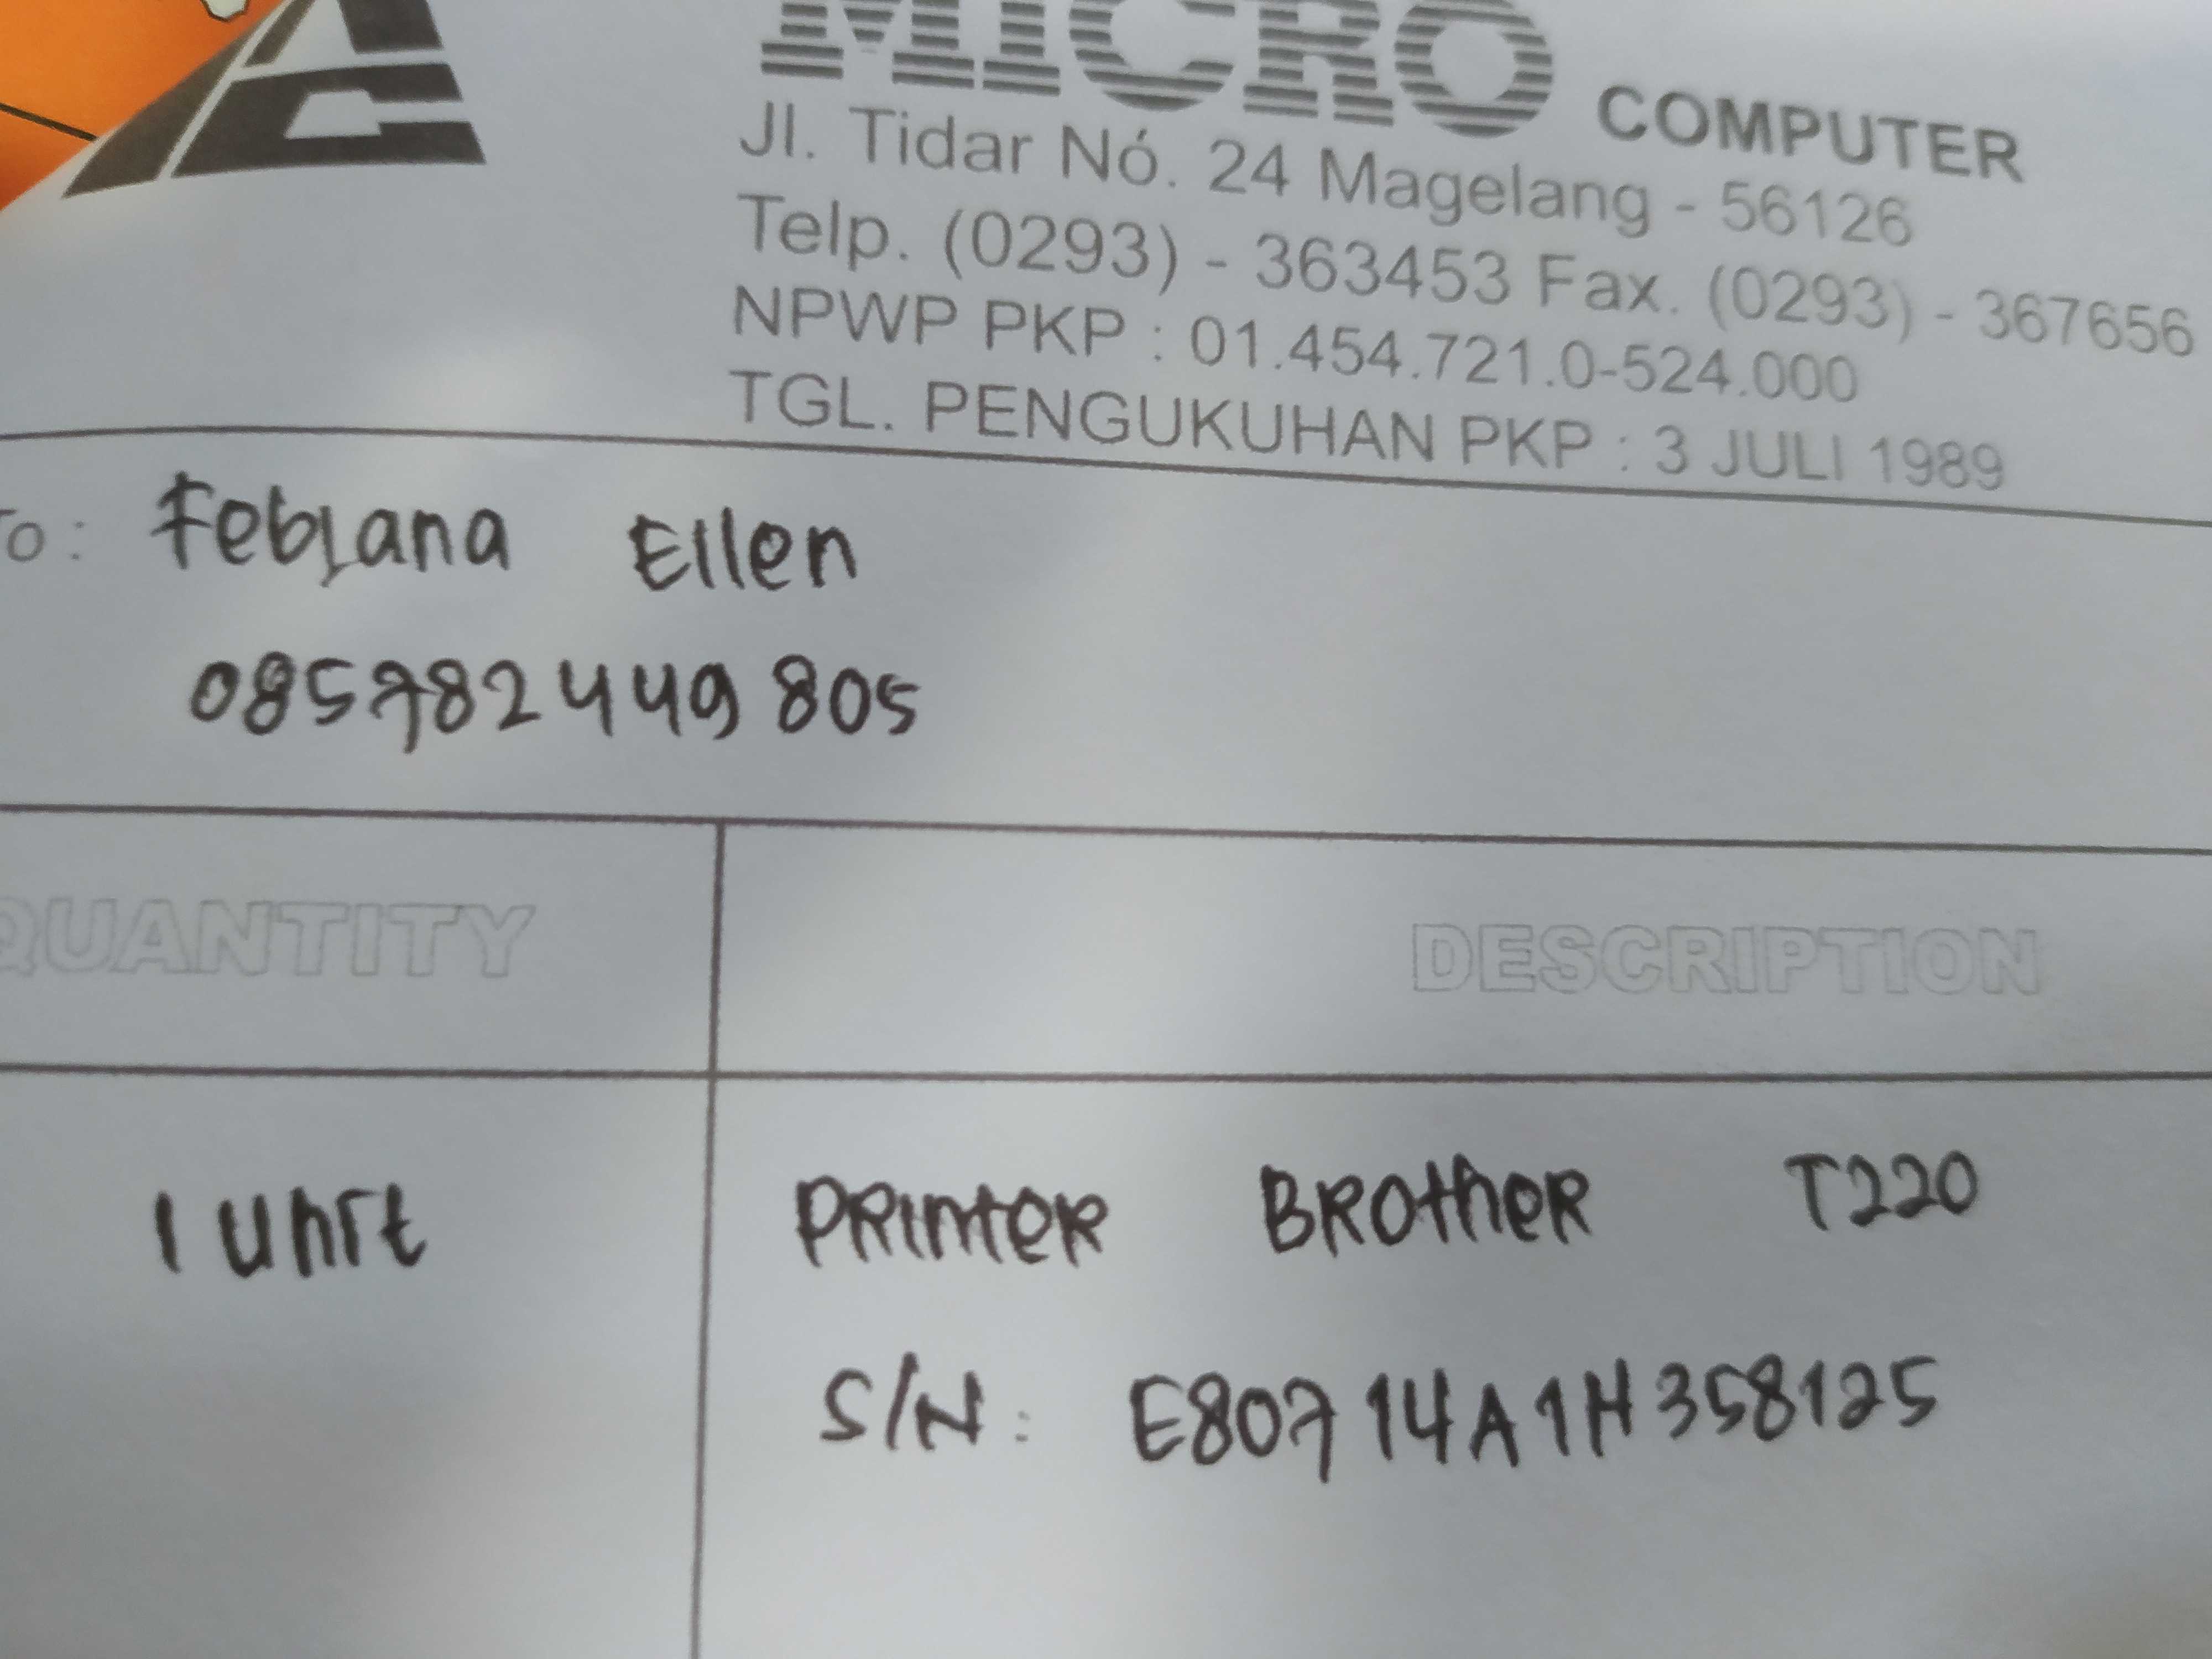 MICRO COMPUTER
Jl. Tidar No. 24 Magelang - 56126
Telp. (0293) - 363453 Fax. (0293) - 367656
NPWP PKP : 01.454.721.0-524.000
TGL. PENGUKUHAN PKP : 3 JULI 1989
To: Febiana Ellen
085782449805
QUANTITY DESCRIPTION
1 Unit PRINTER BROTHER T220
S/N: E80714A1H358125